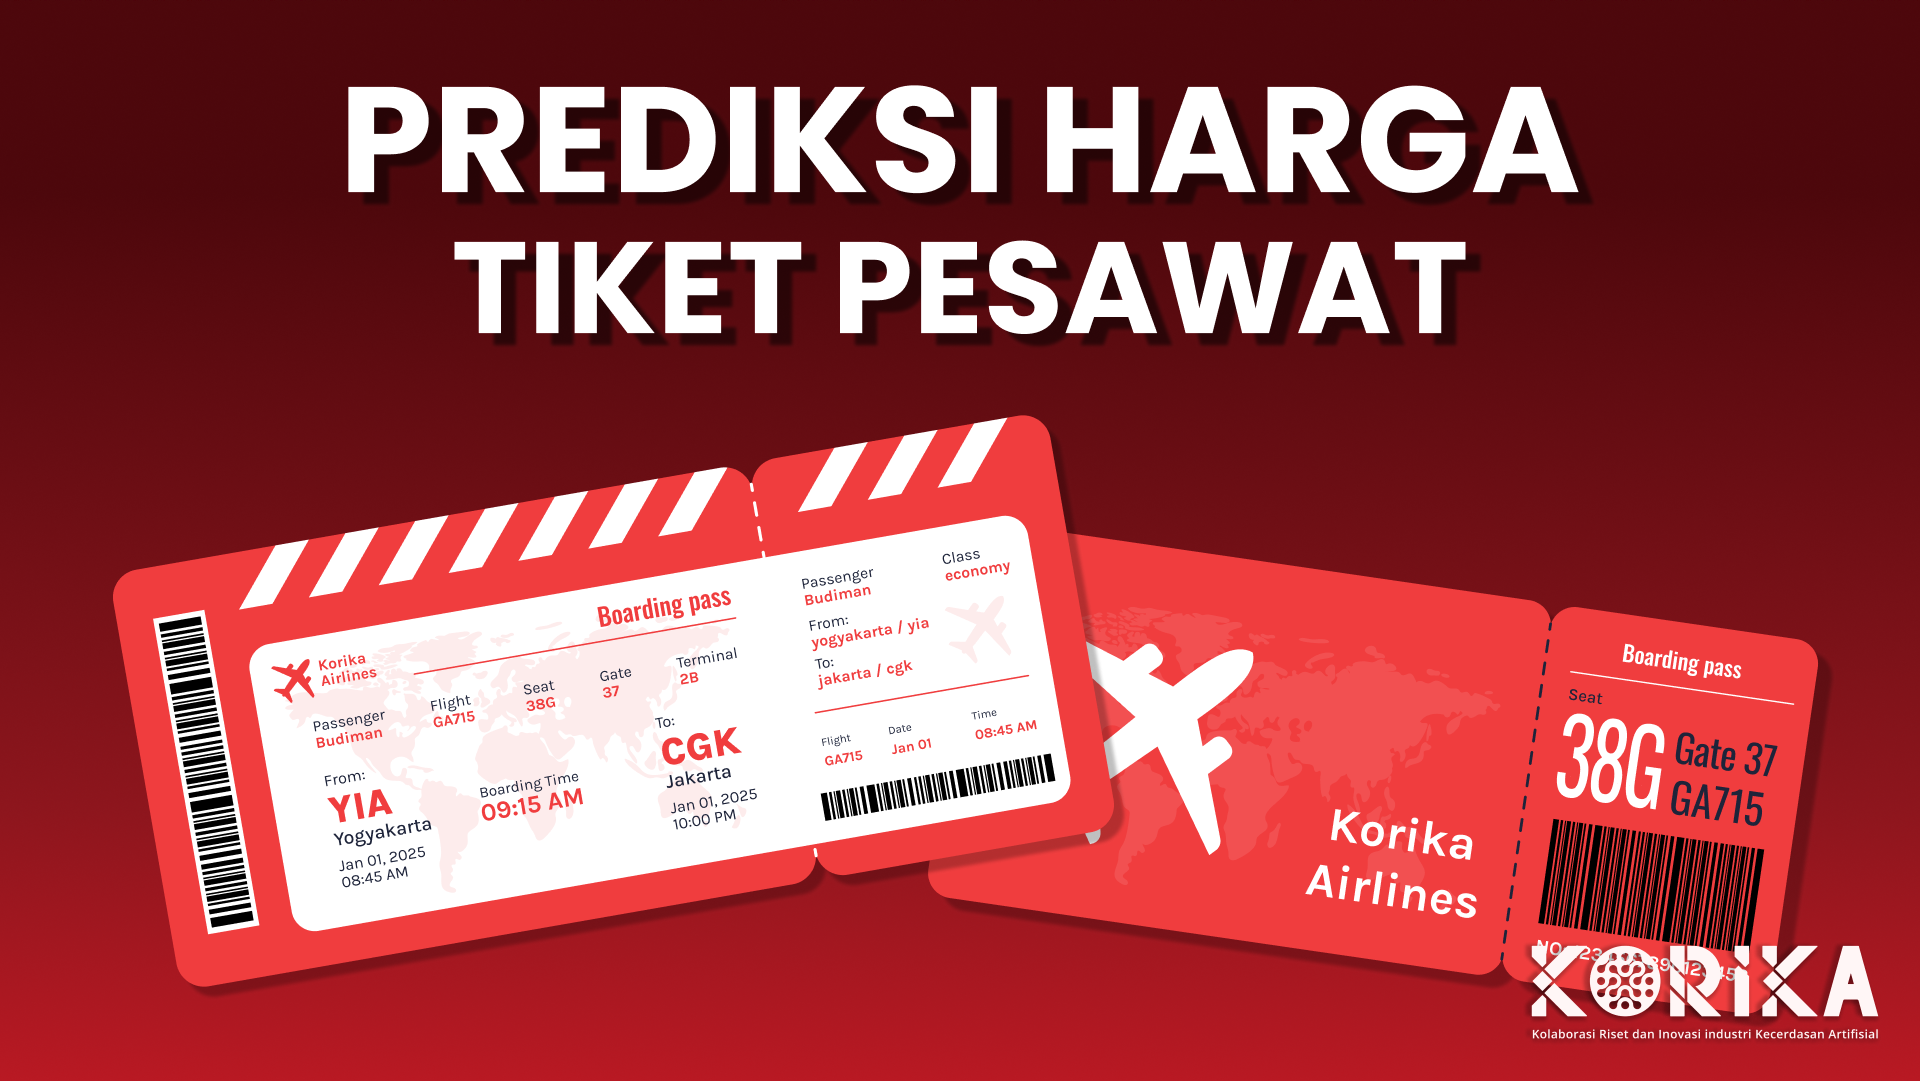 PREDIKSI HARGA
TIKET PESAWAT
Boarding pass
Korika
Airlines
Passenger
Budiman
Flight
GA715
Seat
38G
Gate
37
Terminal
2B
From:
YIA
Yogyakarta
Jan 01, 2025
08:45 AM
Boarding Time
09:15 AM
To:
CGK
Jakarta
Jan 01, 2025
10:00 PM
Passenger
Budiman
Class
economy
From:
yogyakarta / yia
To:
jakarta / cgk
Flight
GA715
Date
Jan 01
Time
08:45 AM
Korika
Airlines
Boarding pass
Seat
38G
Gate 37
GA715
KORIKA
Kolaborasi Riset dan Inovasi industri Kecerdasan Artifisial